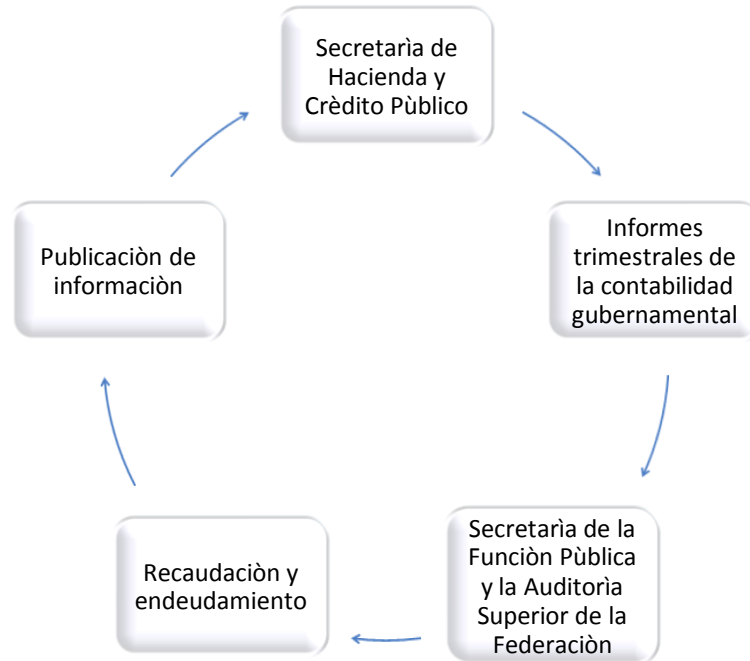 Secretarìa de
Hacienda y
Crèdito Pùblico
Informes
trimestrales de
la contabilidad
gubernamental
Secretarìa de la
Funciòn Pùblica
y la Auditorìa
Superior de la
Federaciòn
Recaudaciòn y
endeudamiento
Publicaciòn de
informaciòn